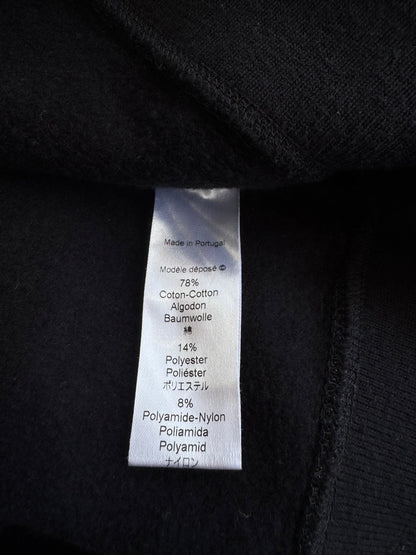 Made in Portugal
Modèle déposé ©
78%
Coton-Cotton
Algodon
Baumwolle
綿
14%
Polyester
Poliéster
ポリエステル
8%
Polyamide-Nylon
Poliamida
Polyamid
ナイロン